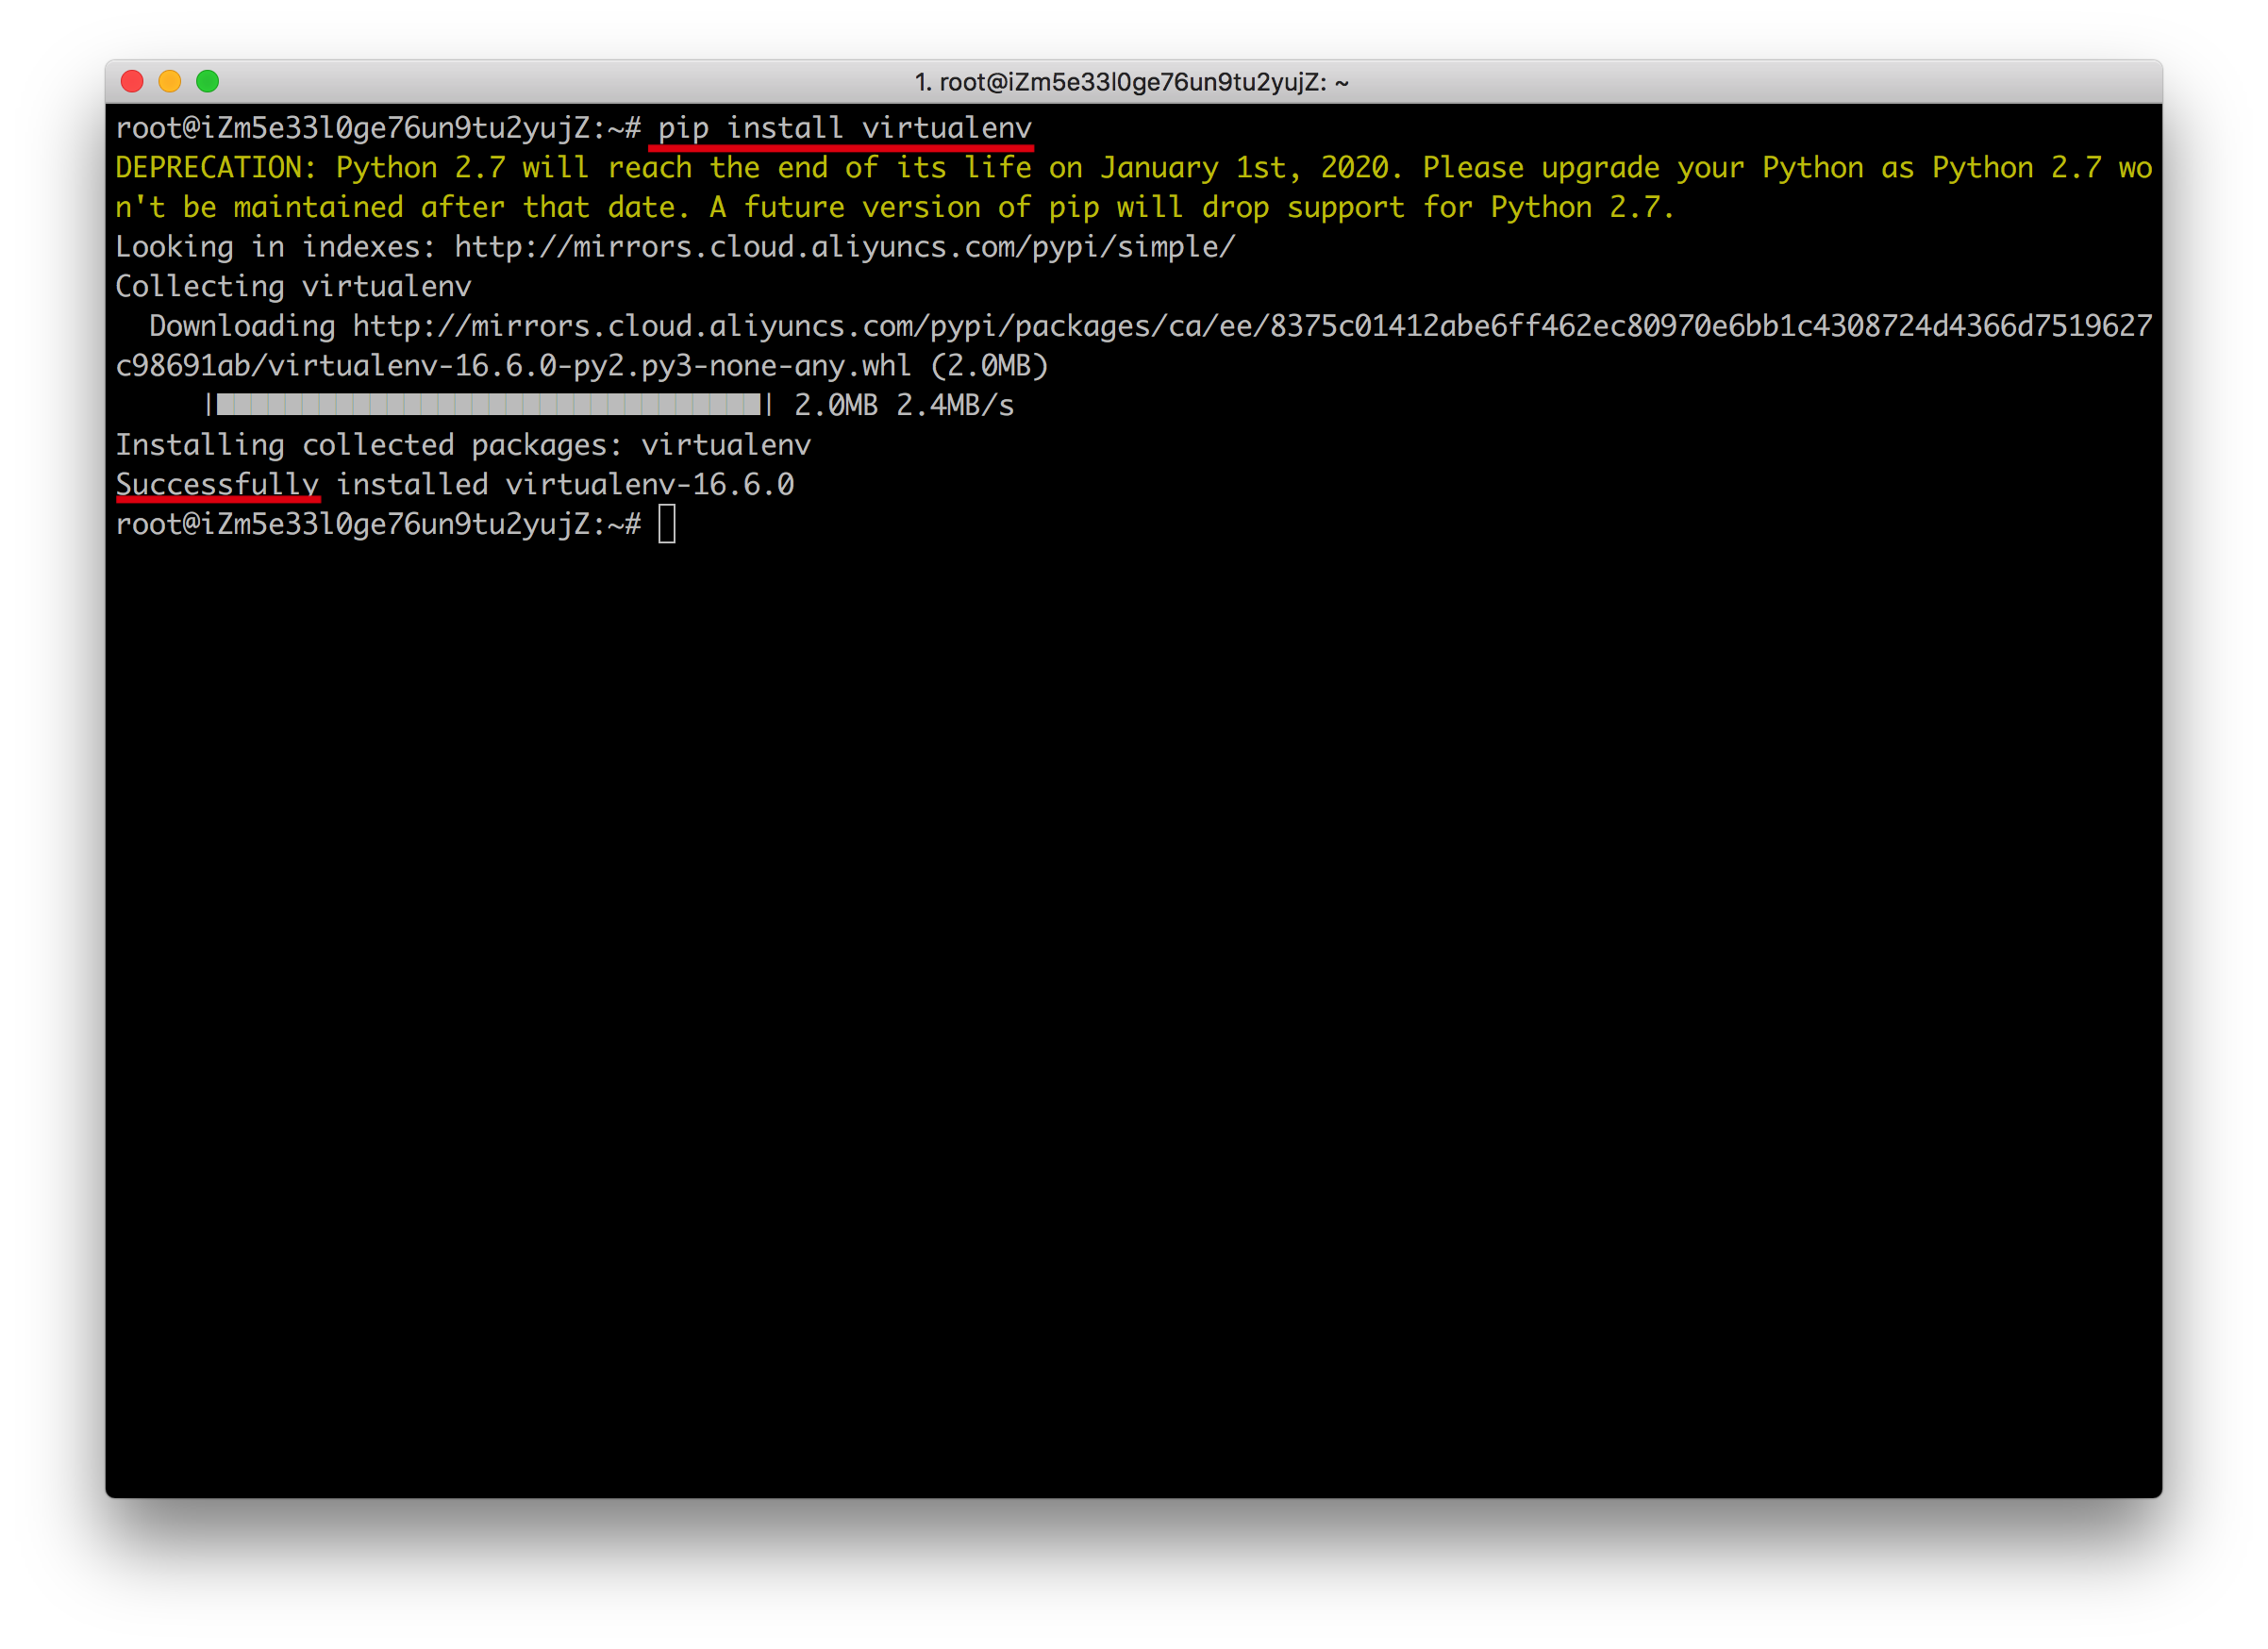 1. root@iZm5e33l0ge76un9tu2yujZ: ~
root@iZm5e33l0ge76un9tu2yujZ:~# pip install virtualenv
DEPRECATION: Python 2.7 will reach the end of its life on January 1st, 2020. Please upgrade your Python as Python 2.7 wo
n't be maintained after that date. A future version of pip will drop support for Python 2.7.
Looking in indexes: http://mirrors.cloud.aliyuncs.com/pypi/simple/
Collecting virtualenv
  Downloading http://mirrors.cloud.aliyuncs.com/pypi/packages/ca/ee/8375c01412abe6ff462ec80970e6bb1c4308724d4366d7519627
c98691ab/virtualenv-16.6.0-py2.py3-none-any.whl (2.0MB)
     |████████████████████████████████| 2.0MB 2.4MB/s
Installing collected packages: virtualenv
Successfully installed virtualenv-16.6.0
root@iZm5e33l0ge76un9tu2yujZ:~#